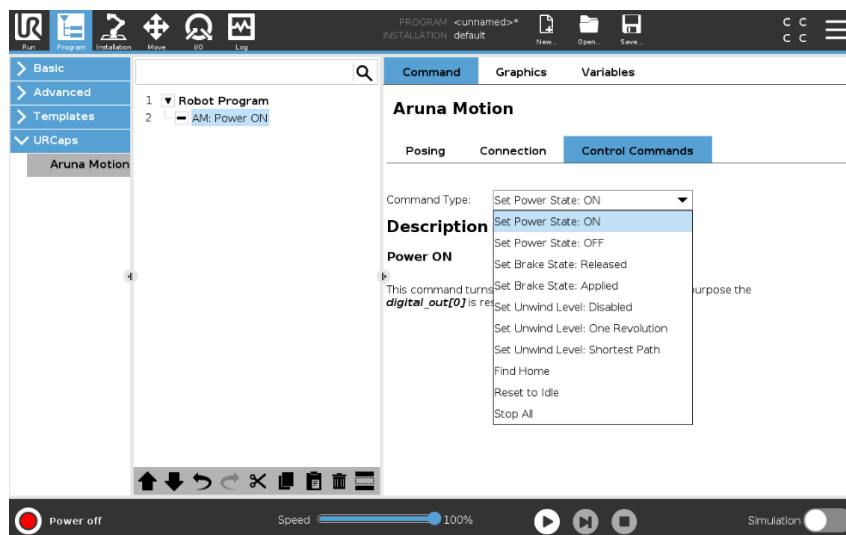 UR
Run
Program
Installation
Move
I/O
Log
PROGRAM <unnamed>*
INSTALLATION default
New...
Open...
Save...
C C
C C
Basic
Advanced
Templates
URCaps
Aruna Motion
1 Robot Program
2 AM: Power ON
Command Graphics Variables
Aruna Motion
Posing Connection Control Commands
Command Type: Set Power State: ON
Set Power State: ON
Set Power State: OFF
Set Brake State: Released
Set Brake State: Applied
Set Unwind Level: Disabled
Set Unwind Level: One Revolution
Set Unwind Level: Shortest Path
Find Home
Reset to Idle
Stop All
Description
Power ON
This command turns urpose the
digital_out[0] is res
Power off
Speed 100%
Simulation